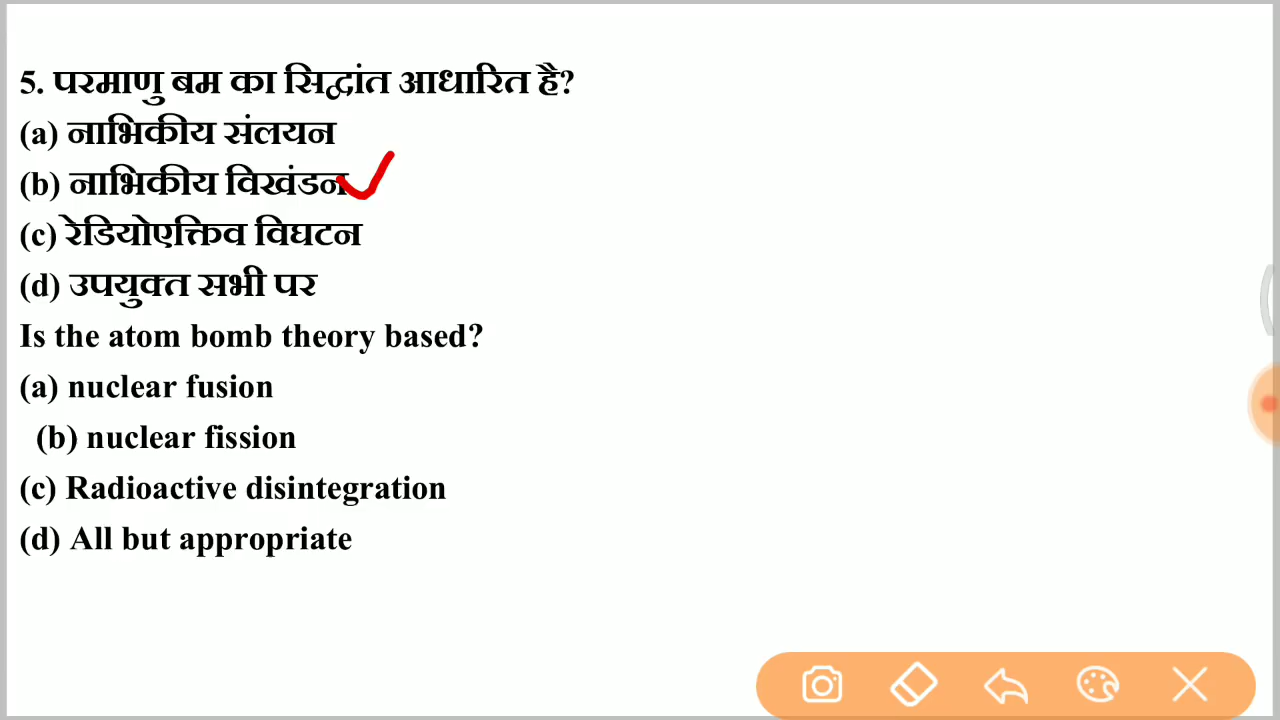 5. परमाणु बम का सिद्वांत आधारित है?
(a) नाभिकीय संलयन
(b) नाभिकीय विखंडन
(c) रेडियोएक्तिव विघटन
(d) उपयुक्त सभी पर
Is the atom bomb theory based?
(a) nuclear fusion
(b) nuclear fission
(c) Radioactive disintegration
(d) All but appropriate